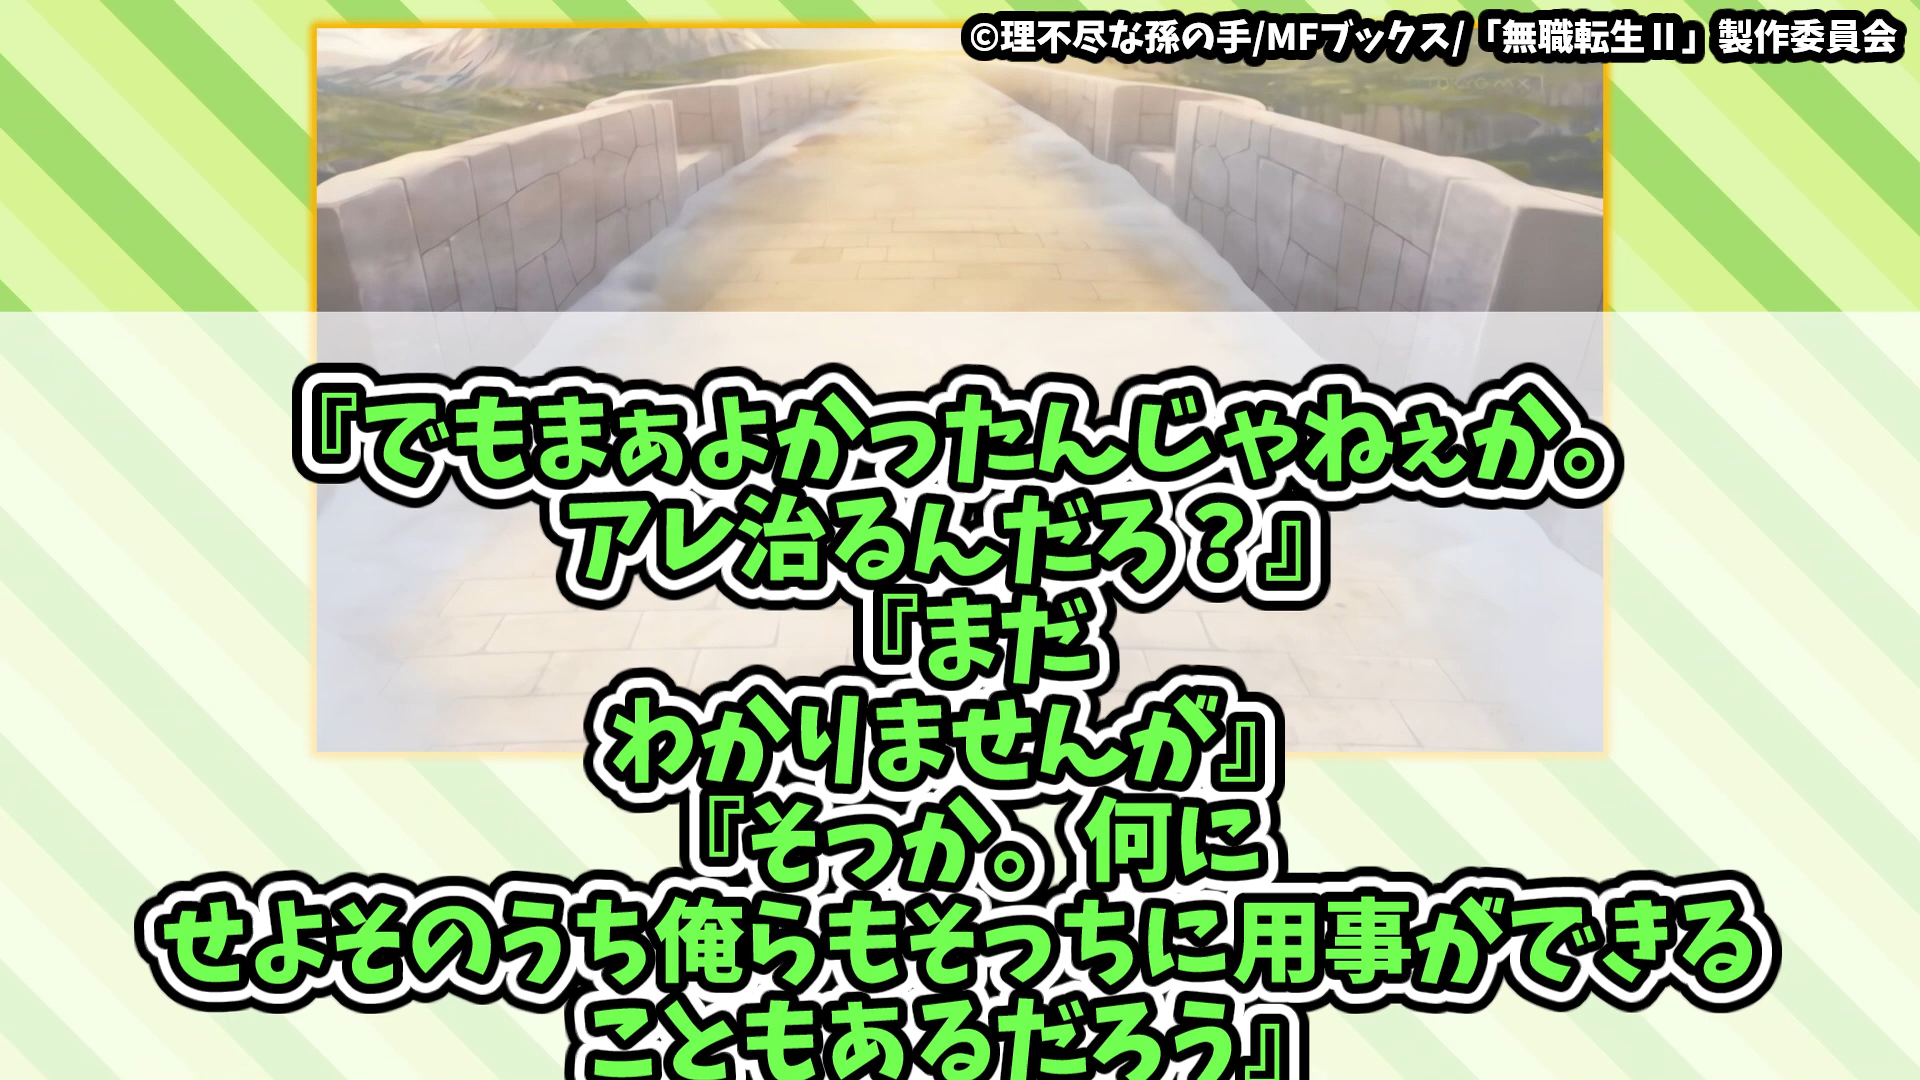 ©理不尽な孫の手/MFブックス/「無職転生Ⅱ」製作委員会
TOKYO MX 1
『でもまぁよかったんじゃねぇか。
アレ治るんだろ？』
『まだ
わかりませんが』
『そっか。何に
せよそのうち俺らもそっちに用事ができる
こともあるだろう』